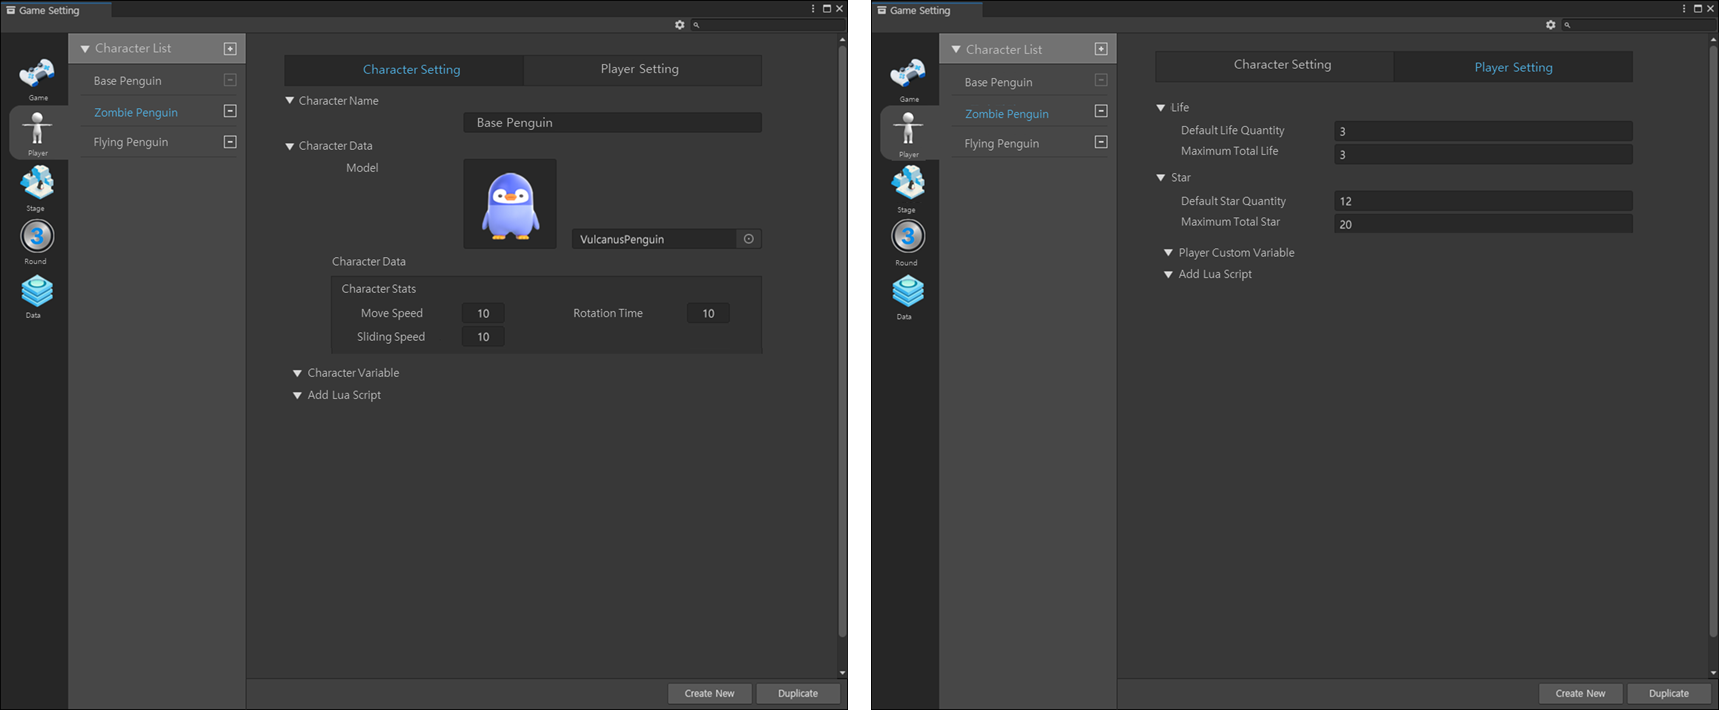 Game Setting
Character List
Base Penguin
Zombie Penguin
Flying Penguin
Game
Player
Stage
3
Round
Data
Character Setting
Player Setting
Character Name
Base Penguin
Character Data
Model
VulcanusPenguin
Character Data
Character Stats
Move Speed 10 Rotation Time 10
Sliding Speed 10
Character Variable
Add Lua Script
Create New
Duplicate
Game Setting
Character List
Base Penguin
Zombie Penguin
Flying Penguin
Game
Player
Stage
3
Round
Data
Character Setting
Player Setting
Life
Default Life Quantity 3
Maximum Total Life 3
Star
Default Star Quantity 12
Maximum Total Star 20
Player Custom Variable
Add Lua Script
Create New
Duplicate